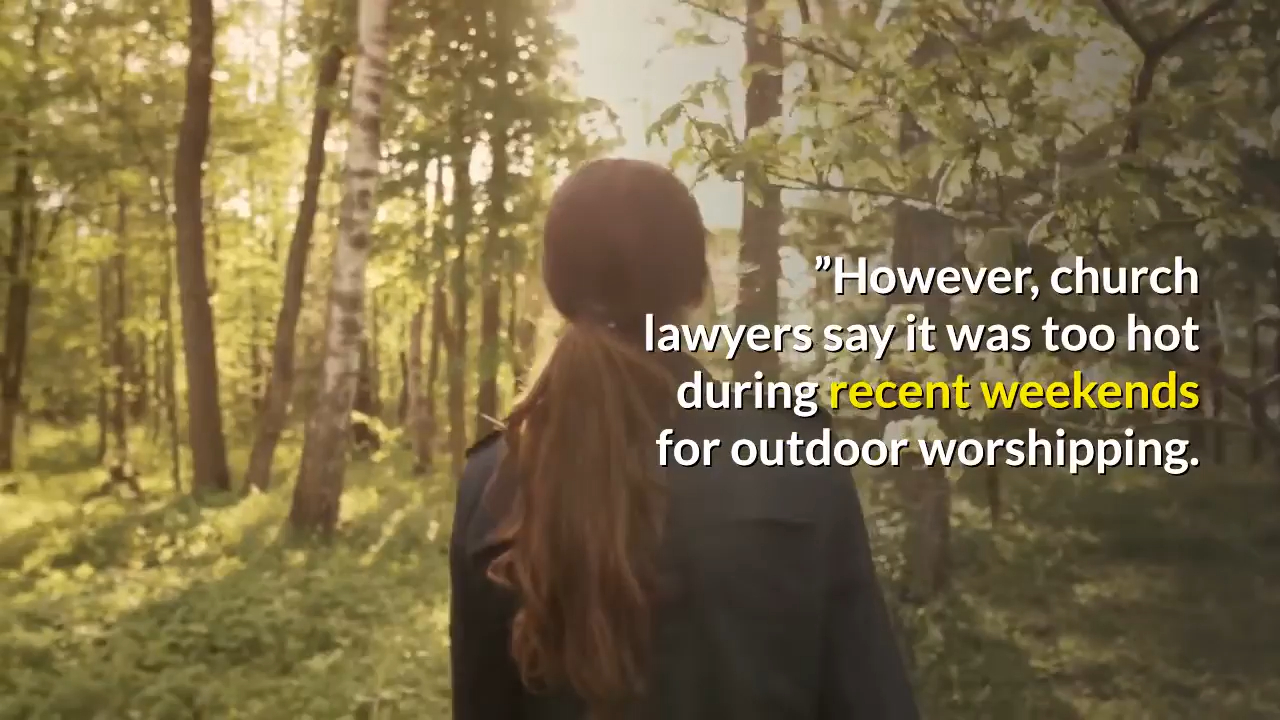 ”However, church
lawyers say it was too hot
during recent weekends
for outdoor worshipping.